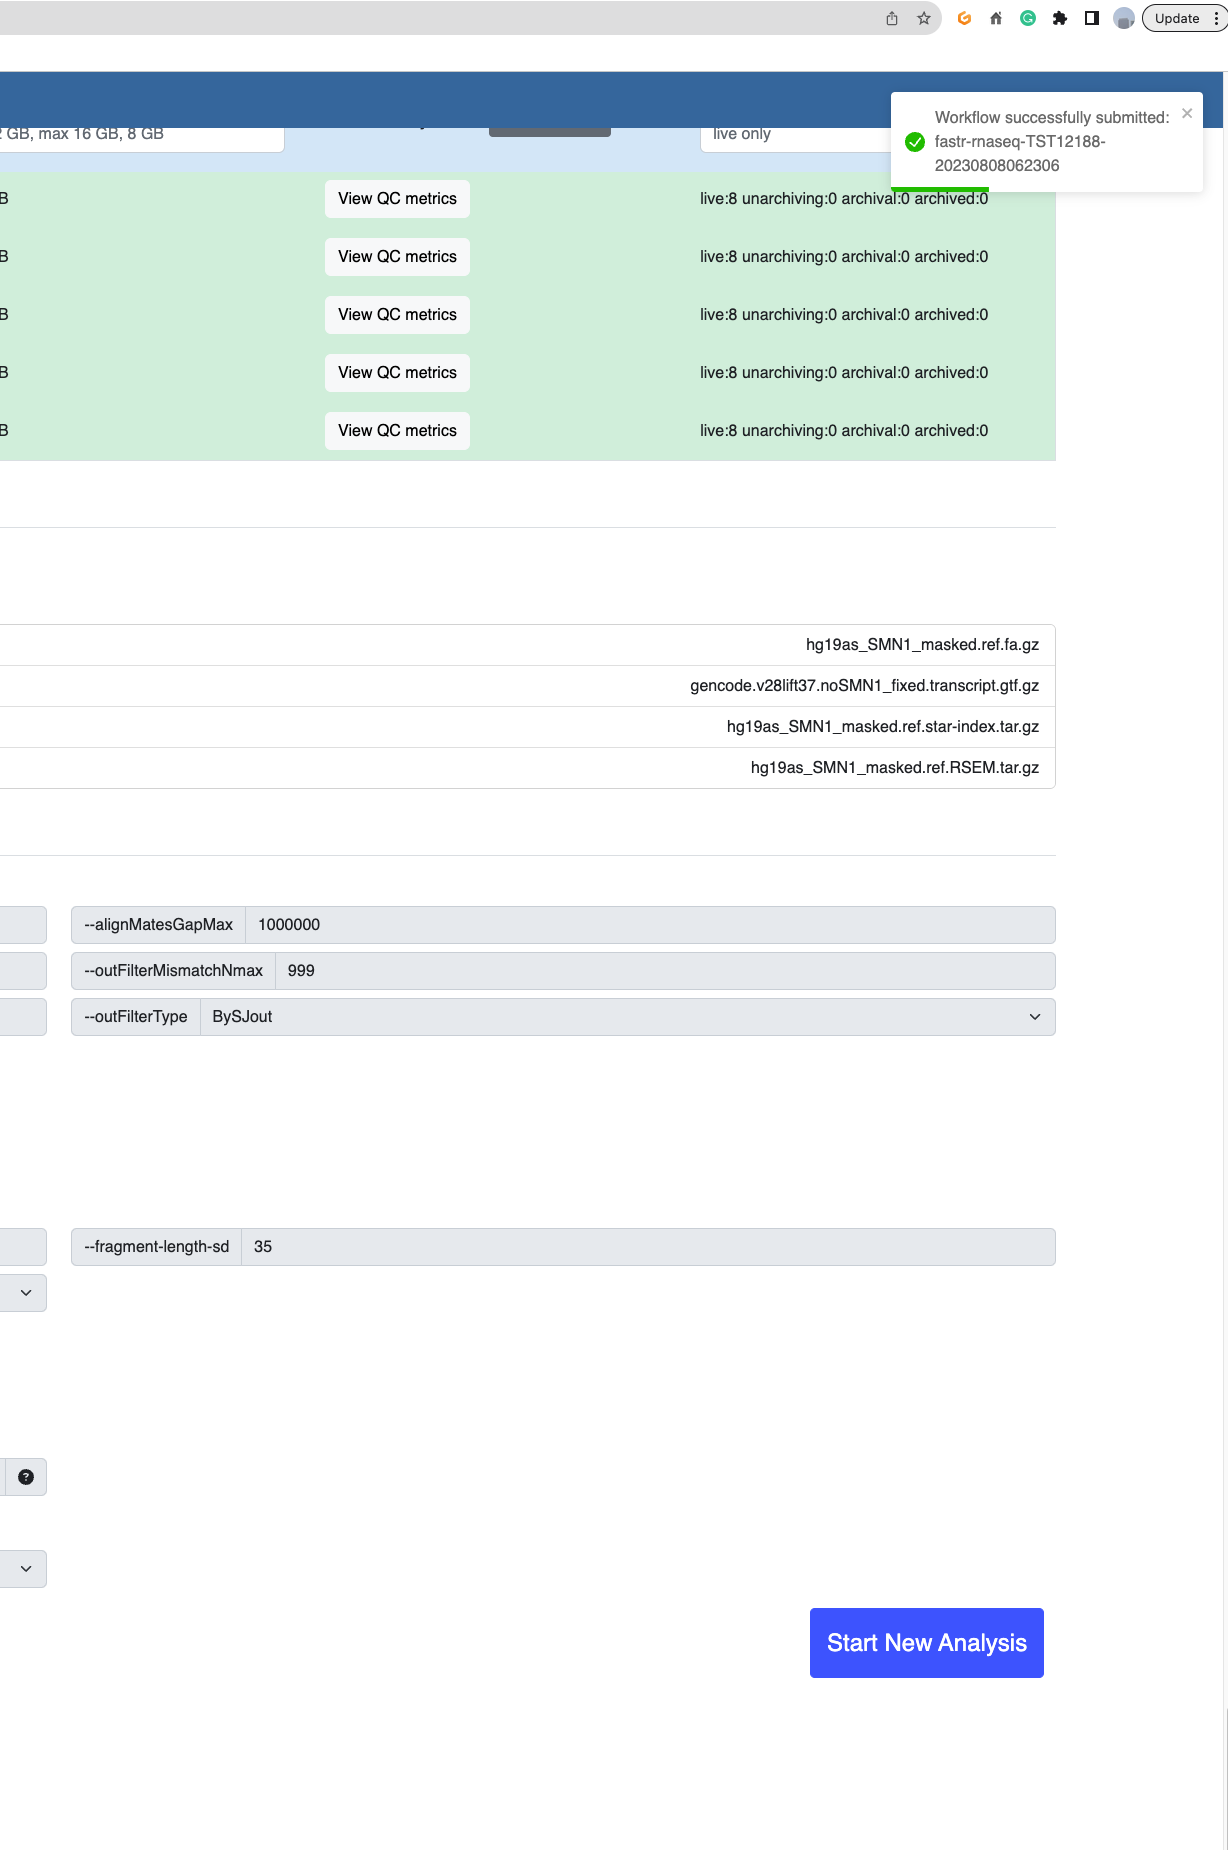 Update
Workflow successfully submitted:
fastr-rnaseq-TST12188-
20230808062306
GB, max 16 GB, 8 GB
live only
B
View QC metrics
live:8 unarchiving:0 archival:0 archived:0
B
View QC metrics
live:8 unarchiving:0 archival:0 archived:0
B
View QC metrics
live:8 unarchiving:0 archival:0 archived:0
B
View QC metrics
live:8 unarchiving:0 archival:0 archived:0
B
View QC metrics
live:8 unarchiving:0 archival:0 archived:0
hg19as_SMN1_masked.ref.fa.gz
gencode.v28lift37.noSMN1_fixed.transcript.gtf.gz
hg19as_SMN1_masked.ref.star-index.tar.gz
hg19as_SMN1_masked.ref.RSEM.tar.gz
--alignMatesGapMax 1000000
--outFilterMismatchNmax 999
--outFilterType BySJout
--fragment-length-sd 35
Start New Analysis